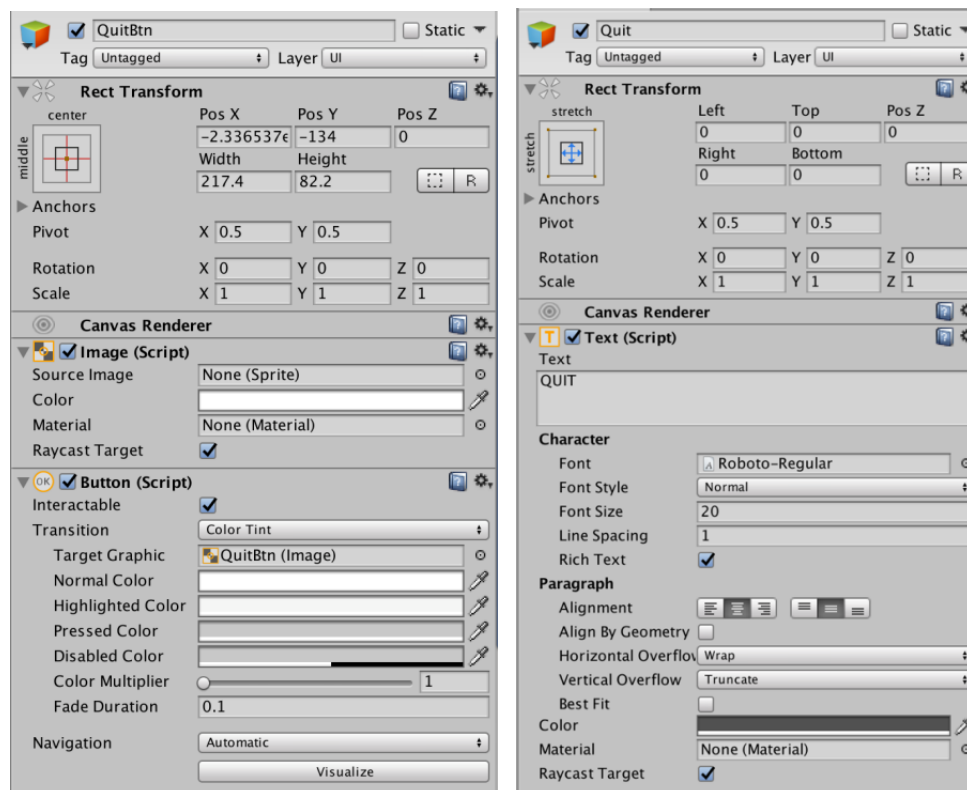 QuitBtn Static
Tag Untagged Layer UI
Rect Transform
center
middle
Pos X Pos Y Pos Z
-2.336537e -134 0
Width Height
217.4 82.2 R
Anchors
Pivot X 0.5 Y 0.5
Rotation X 0 Y 0 Z 0
Scale X 1 Y 1 Z 1
Canvas Renderer
Image (Script)
Source Image None (Sprite)
Color
Material None (Material)
Raycast Target
OK Button (Script)
Interactable
Transition Color Tint
Target Graphic QuitBtn (Image)
Normal Color
Highlighted Color
Pressed Color
Disabled Color
Color Multiplier 1
Fade Duration 0.1
Navigation Automatic
Visualize
Quit Static
Tag Untagged Layer UI
Rect Transform
stretch
stretch
Left Top Pos Z
0 0 0
Right Bottom
0 0 R
Anchors
Pivot X 0.5 Y 0.5
Rotation X 0 Y 0 Z 0
Scale X 1 Y 1 Z 1
Canvas Renderer
T Text (Script)
Text
QUIT
Character
Font Roboto-Regular
Font Style Normal
Font Size 20
Line Spacing 1
Rich Text
Paragraph
Alignment
Align By Geometry
Horizontal Overflow Wrap
Vertical Overflow Truncate
Best Fit
Color
Material None (Material)
Raycast Target